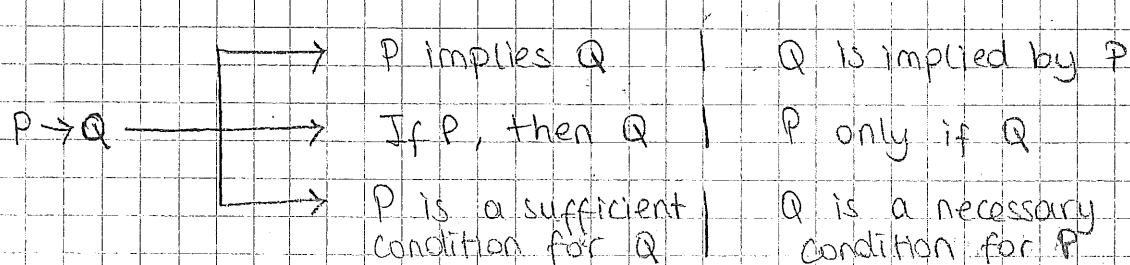 P implies Q | Q is implied by P
P → Q If P, then Q | P only if Q
P is a sufficient | Q is a necessary
condition for Q condition for P